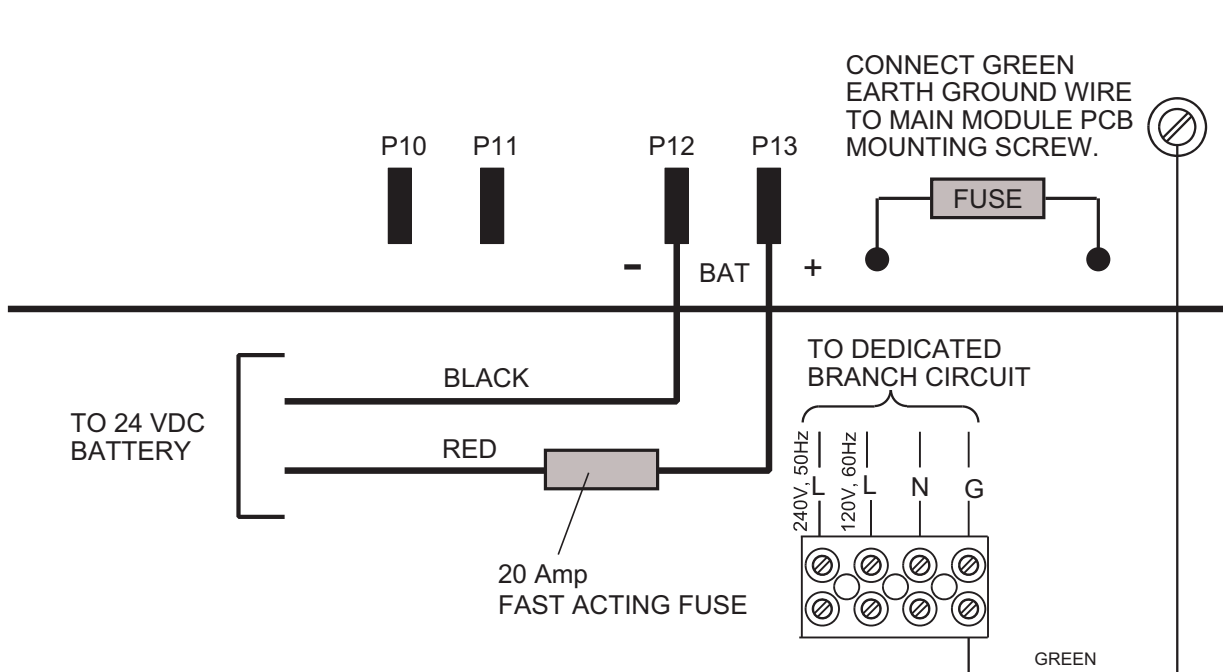 CONNECT GREEN
EARTH GROUND WIRE
TO MAIN MODULE PCB
MOUNTING SCREW.
P10 P11 P12 P13
FUSE
- BAT +
TO DEDICATED
BRANCH CIRCUIT
BLACK
TO 24 VDC
BATTERY
RED
240V, 50Hz
L
120V, 60Hz
L
N
G
20 Amp
FAST ACTING FUSE
GREEN